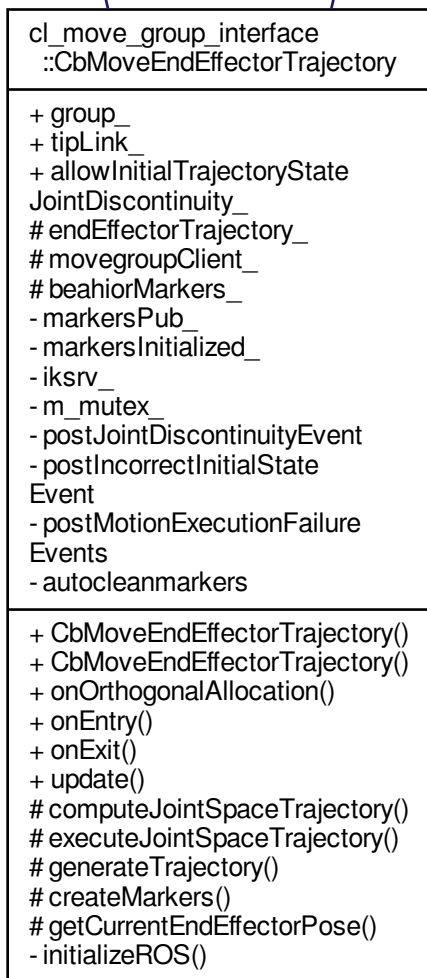 cl_move_group_interface
::CbMoveEndEffectorTrajectory
+ group_
+ tipLink_
+ allowInitialTrajectoryState
JointDiscontinuity_
# endEffectorTrajectory_
# movegroupClient_
# beahiorMarkers_
- markersPub_
- markersInitialized_
- iksrv_
- m_mutex_
- postJointDiscontinuityEvent
- postIncorrectInitialState
Event
- postMotionExecutionFailure
Events
- autocleanmarkers
+ CbMoveEndEffectorTrajectory()
+ CbMoveEndEffectorTrajectory()
+ onOrthogonalAllocation()
+ onEntry()
+ onExit()
+ update()
# computeJointSpaceTrajectory()
# executeJointSpaceTrajectory()
# generateTrajectory()
# createMarkers()
# getCurrentEndEffectorPose()
- initializeROS()